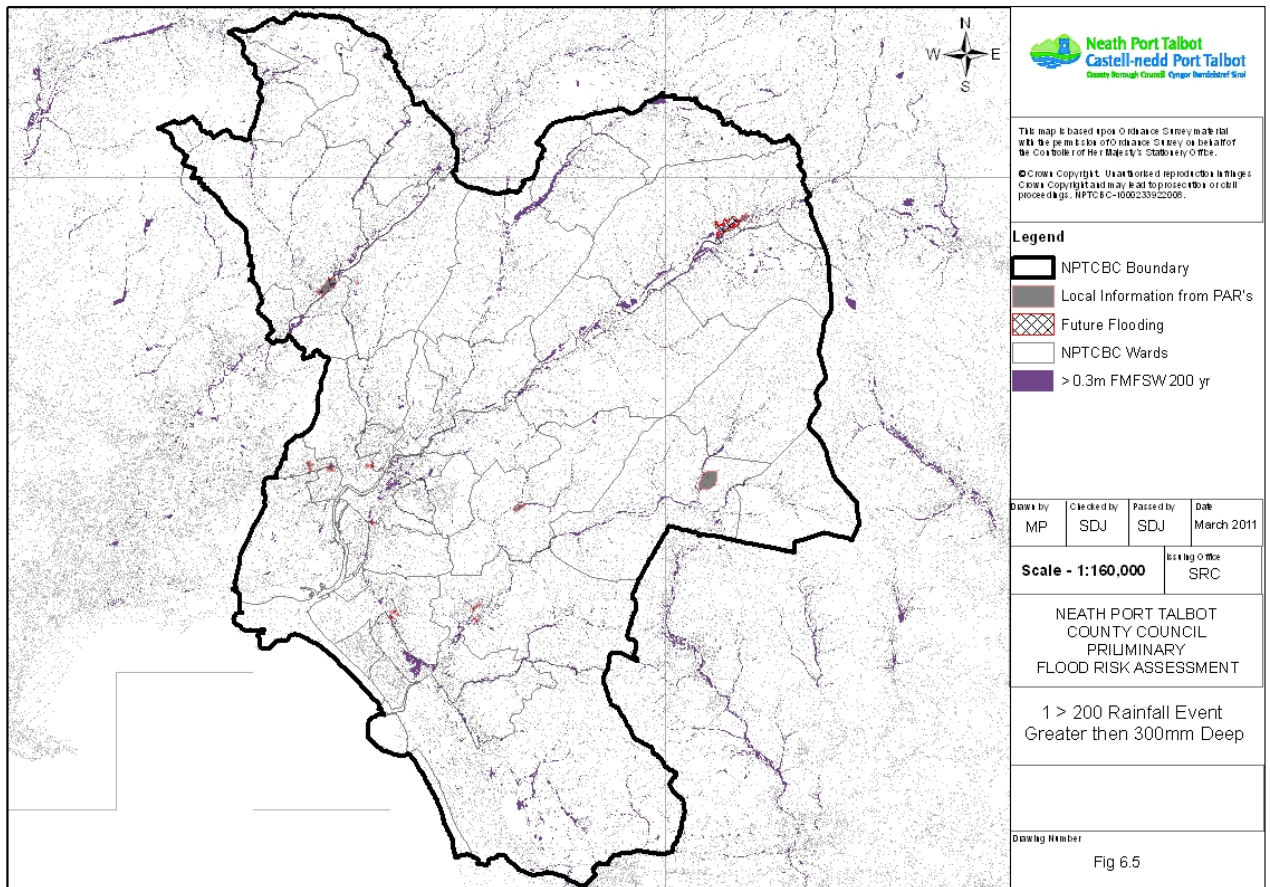 N
W E
S
Neath Port Talbot
Castell-nedd Port Talbot
County Borough Council Cyngor Bwrdeistref Sirol
This map is based upon Ordnance Survey material
with the permission of Ordnance Survey on behalf of
the Controller of Her Majesty's Stationery Office.
© Crown Copyright. Unauthorised reproduction infringes
Crown Copyright and may lead to prosecution or civil
proceedings. NPTCBC-1000233922008.
Legend
NPTCBC Boundary
Local Information from PAR's
Future Flooding
NPTCBC Wards
>0.3m FMFSW 200 yr
Drawn by Checked by Passed by Date
MP SDJ SDJ March 2011
Scale - 1:160,000
Issuing Office
SRC
NEATH PORT TALBOT
COUNTY COUNCIL
PRILIMINARY
FLOOD RISK ASSESSMENT
1 > 200 Rainfall Event
Greater then 300mm Deep
Drawing Number
Fig 6.5